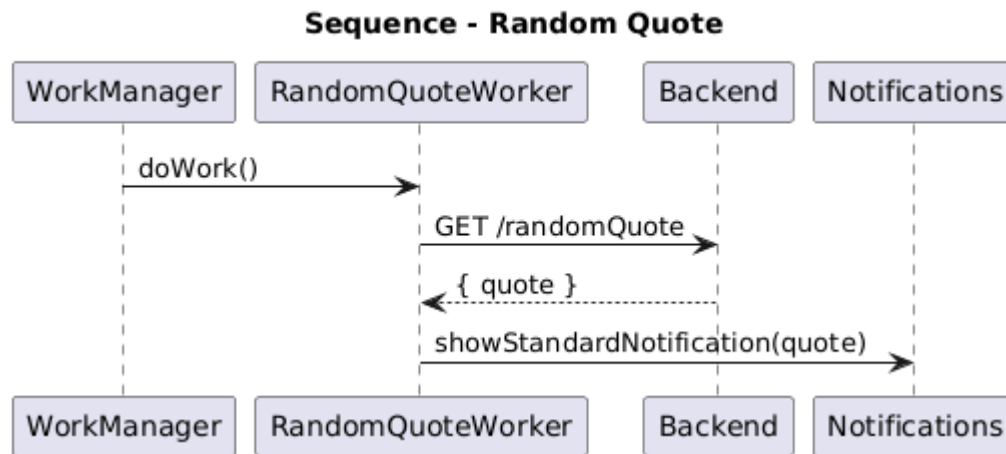 Sequence - Random Quote
WorkManager RandomQuoteWorker Backend Notifications
doWork()
GET /randomQuote
{ quote }
showStandardNotification(quote)
WorkManager RandomQuoteWorker Backend Notifications